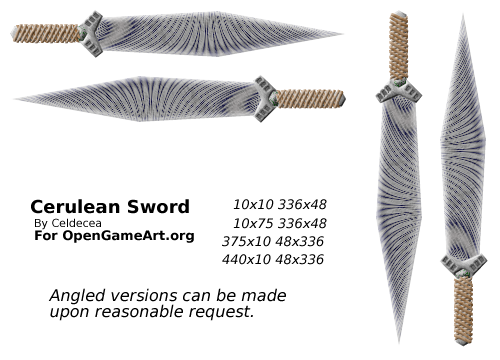 Cerulean Sword
By Celdecea
For OpenGameArt.org
10x10 336x48
10x75 336x48
375x10 48x336
440x10 48x336
Angled versions can be made
upon reasonable request.